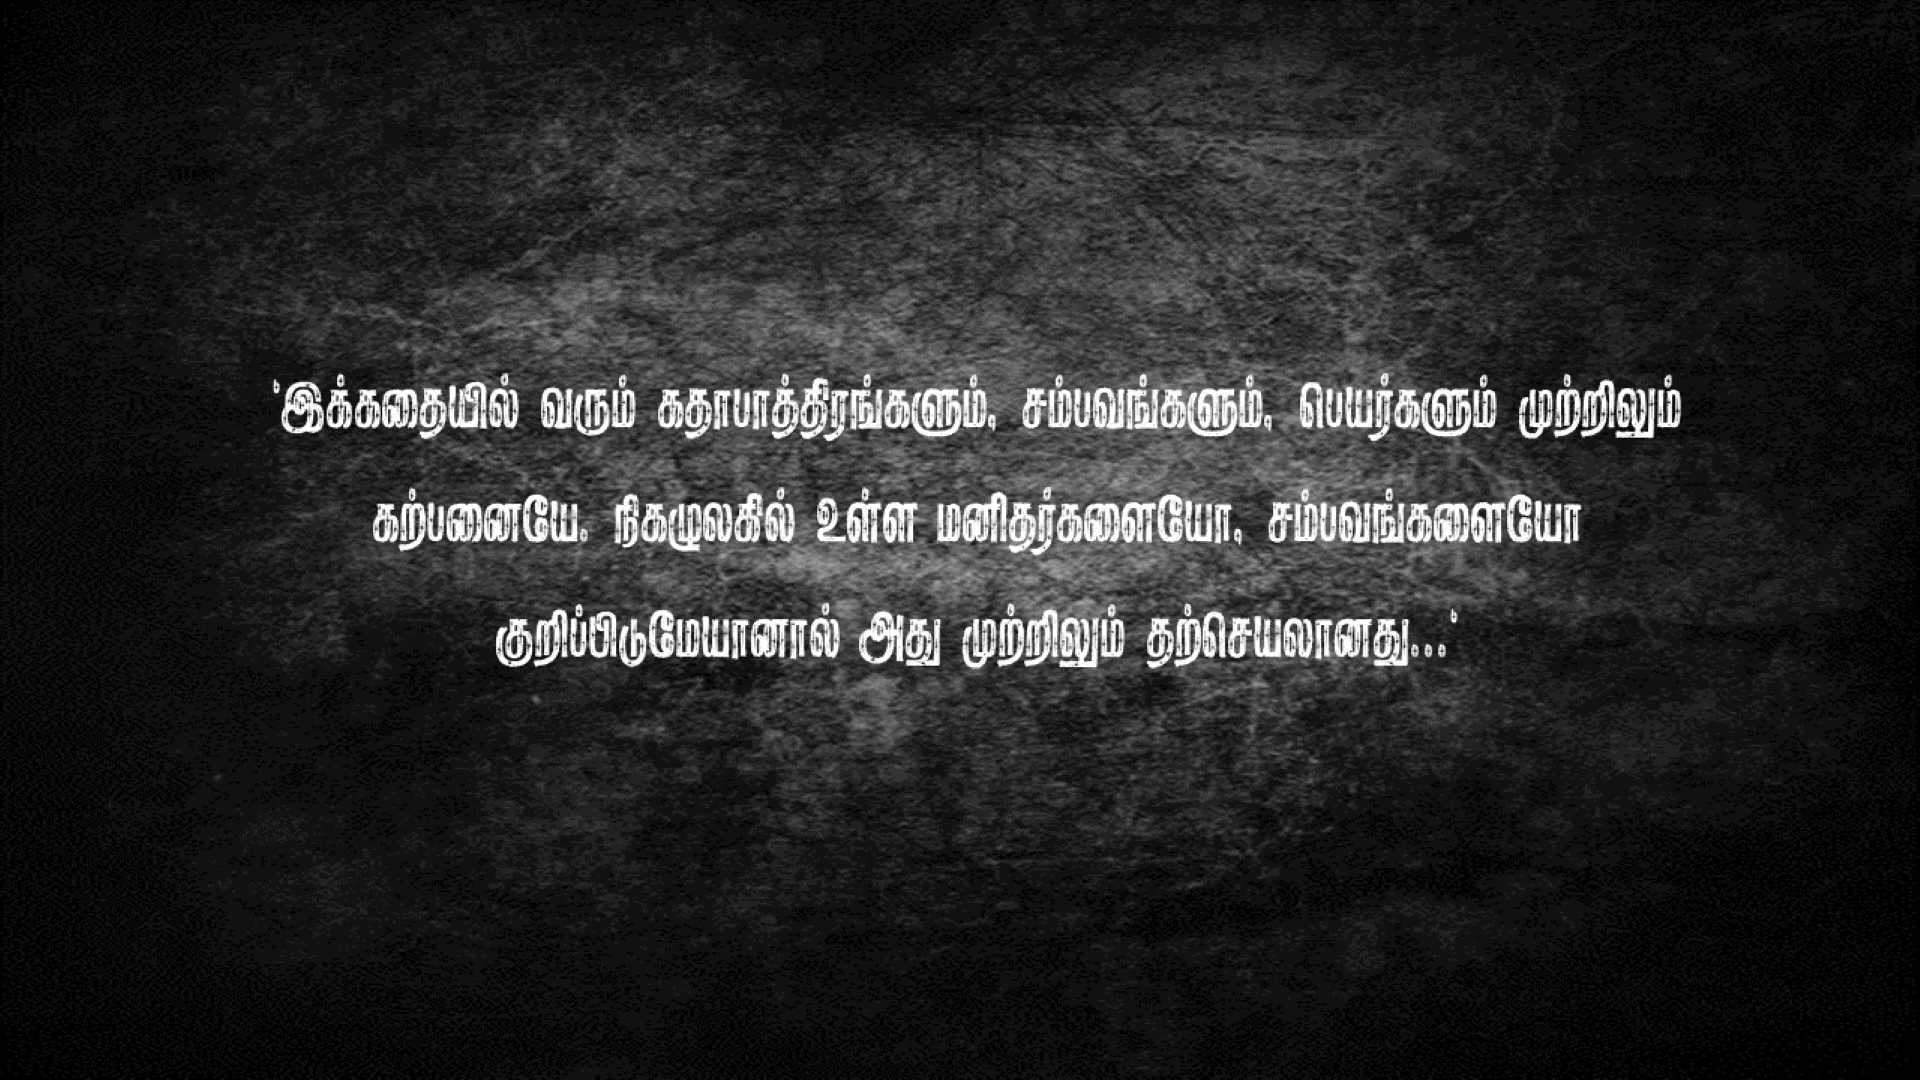 'இக்கதையில் வரும் கதாபாத்திரங்களும், சம்பவங்களும், பெயர்களும் முற்றிலும்
கற்பனையே. நிகழுலகில் உள்ள மனிதர்களையோ, சம்பவங்களையோ
குறிப்பிடுமேயானால் அது முற்றிலும் தற்செயலானது...'